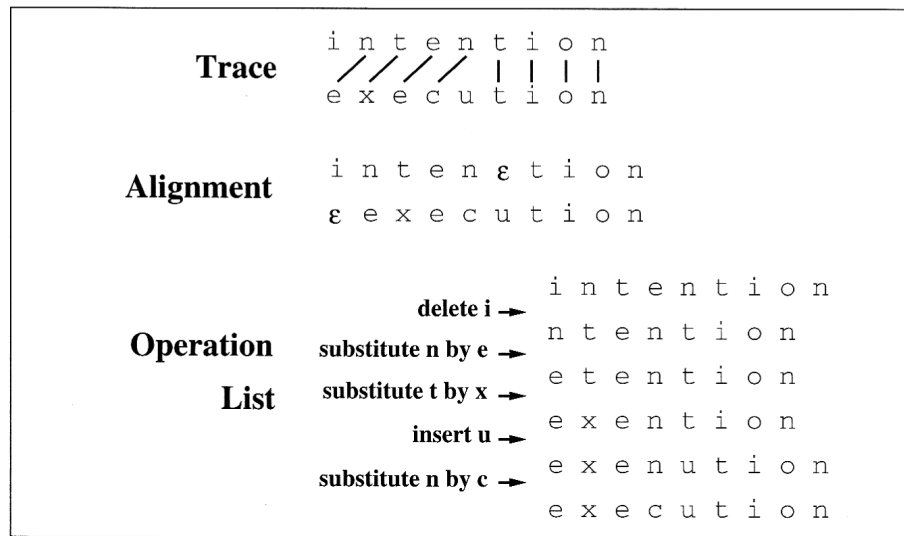 Trace
i n t e n t i o n
e x e c u t i o n
Alignment
i n t e n ε t i o n
ε e x e c u t i o n
Operation
List
i n t e n t i o n
delete i →
n t e n t i o n
substitute n by e →
e t e n t i o n
substitute t by x →
e x e n t i o n
insert u →
e x e n u t i o n
substitute n by c →
e x e c u t i o n